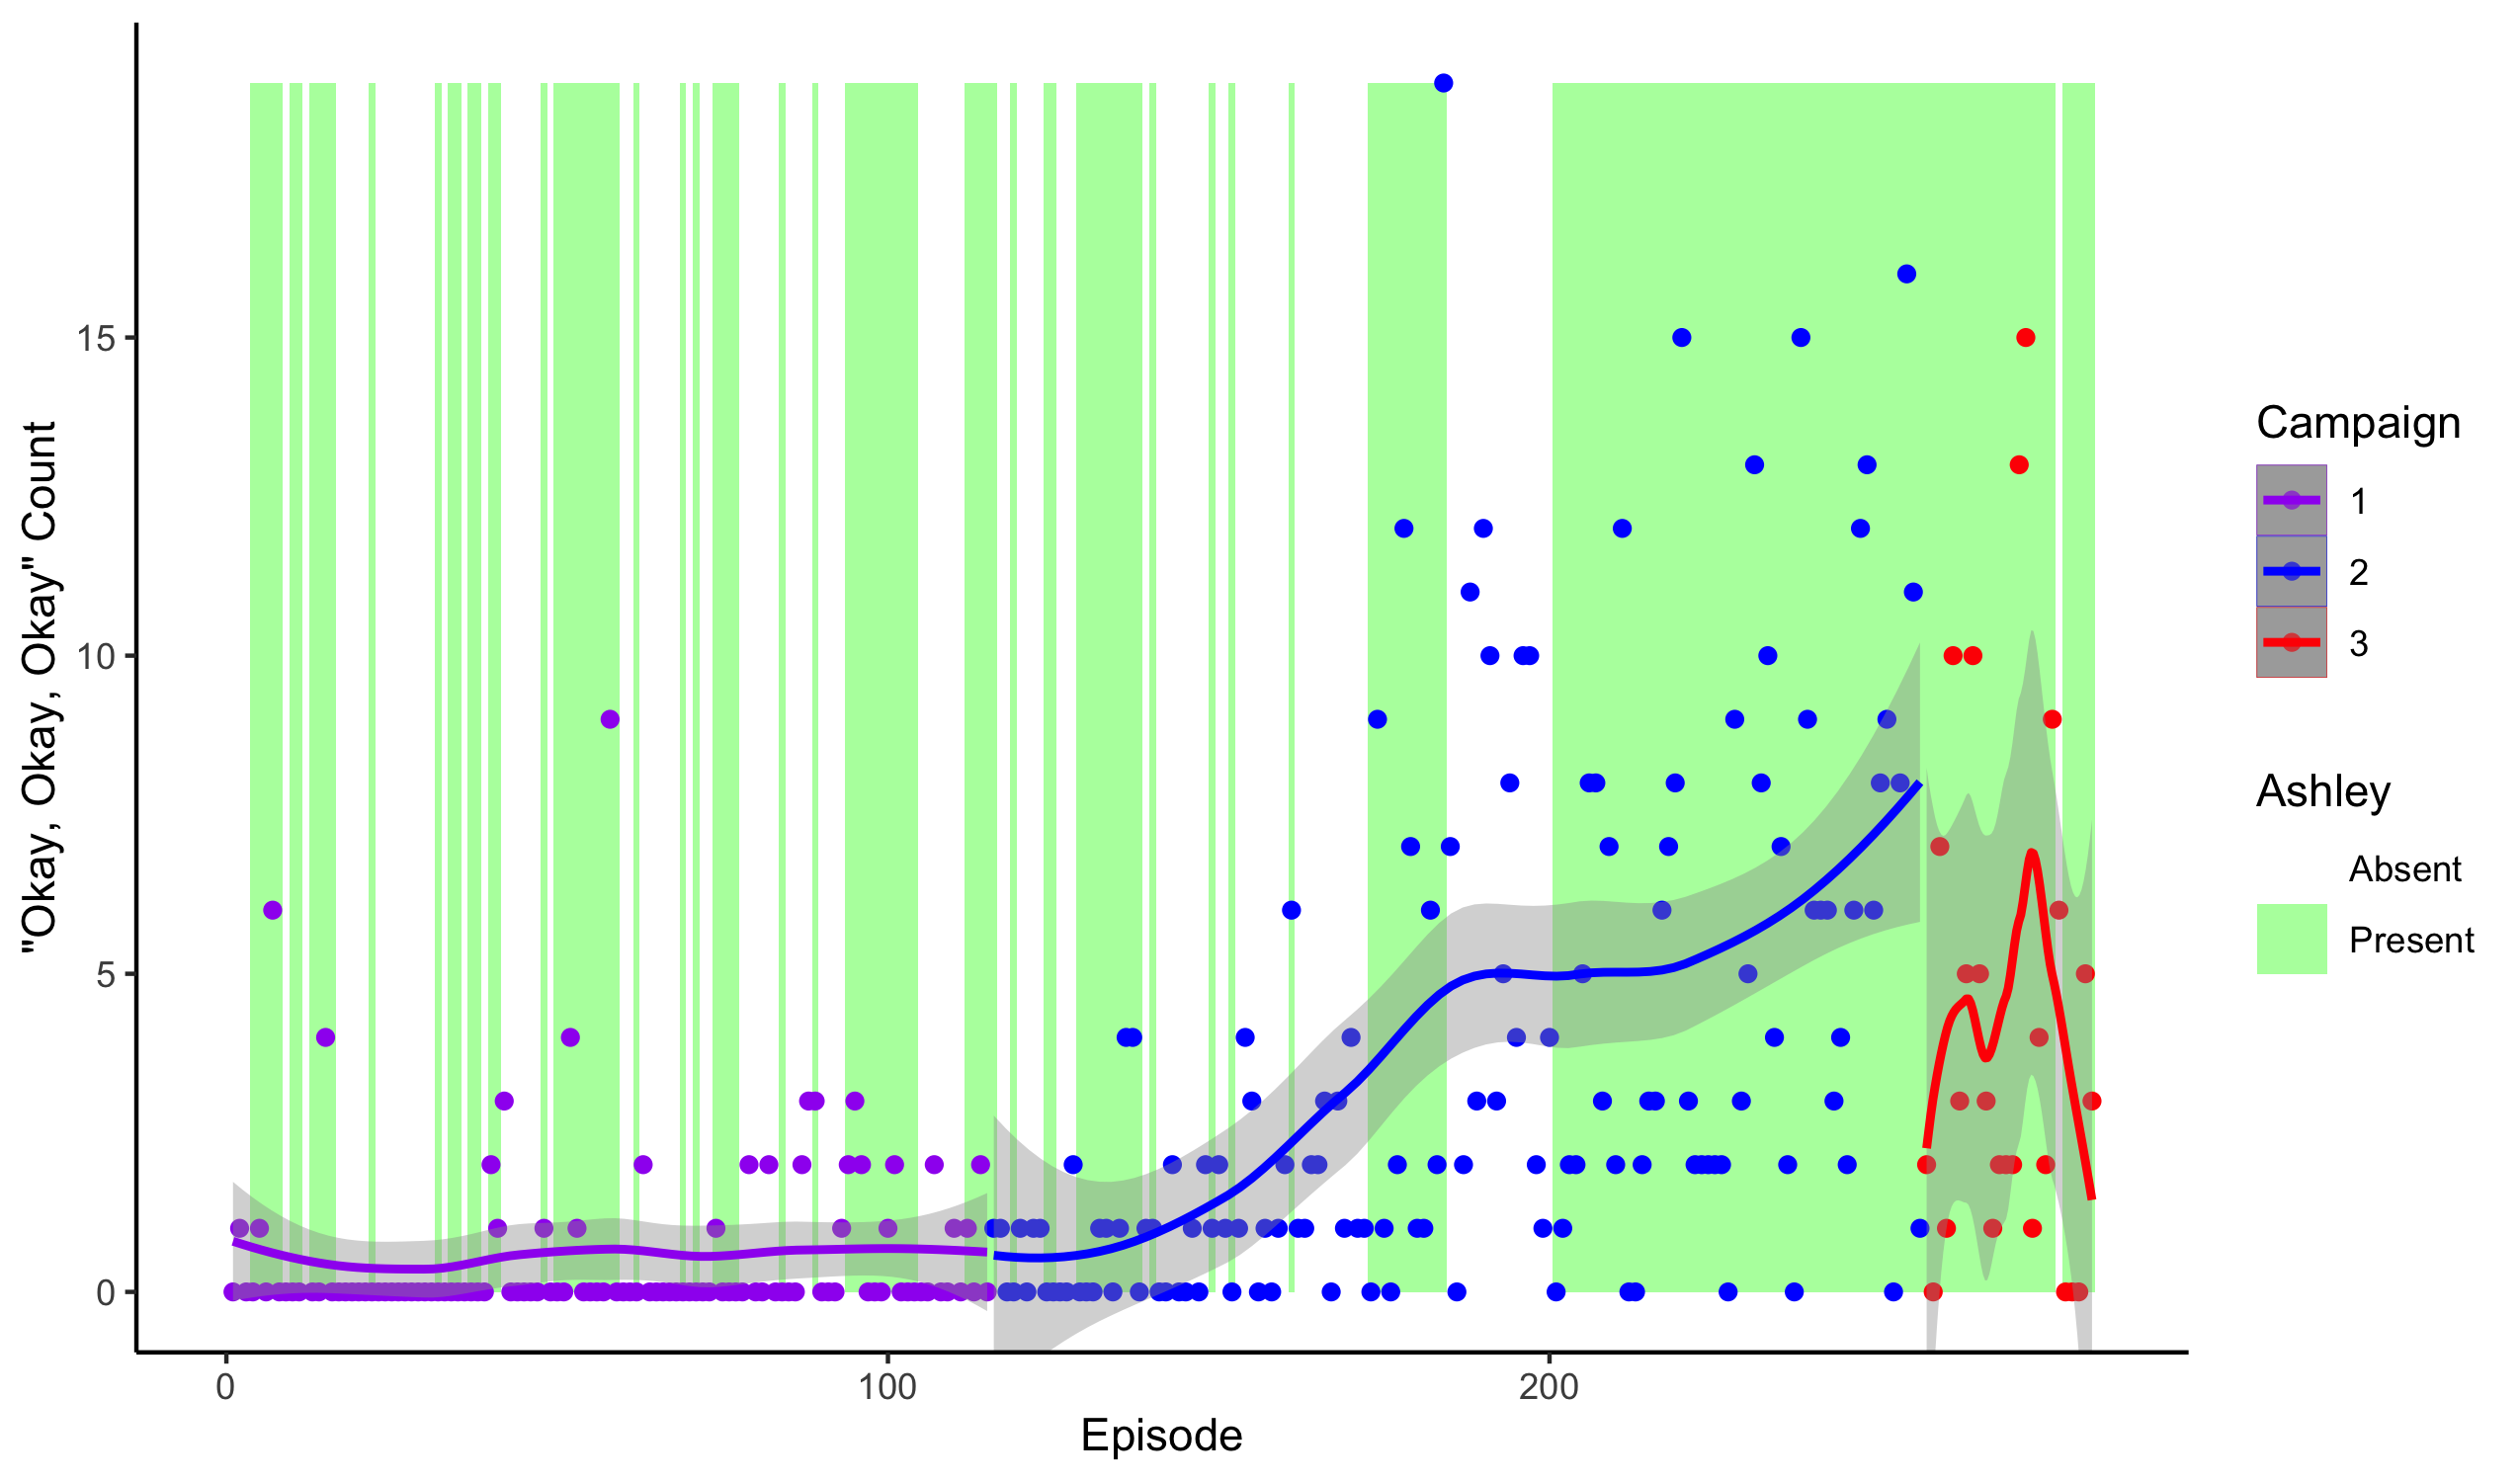 "Okay, Okay, Okay" Count
15
10
5
0
0
100
200
Episode
Campaign
1
2
3
Ashley
Absent
Present